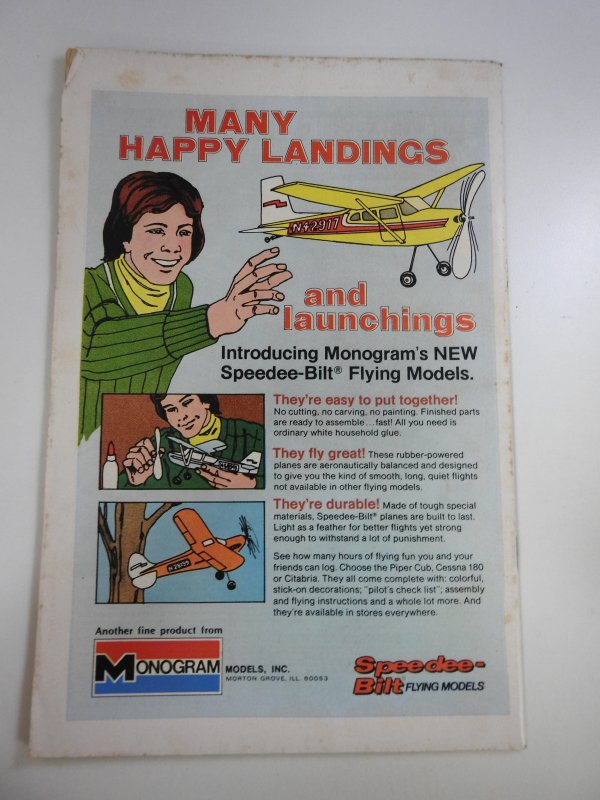 MANY
HAPPY LANDINGS
N42917
and
launchings
Introducing Monogram's NEW
Speedee-Bilt® Flying Models.
They're easy to put together!
No cutting, no carving, no painting. Finished parts
are ready to assemble...fast! All you need is
ordinary white household glue.
They fly great! These rubber-powered
planes are aeronautically balanced and designed
to give you the kind of smooth, long, quiet flights
not available in other flying models.
They're durable! Made of tough special
materials, Speedee-Bilt® planes are built to last.
Light as a feather for better flights yet strong
enough to withstand a lot of punishment.
See how many hours of flying fun you and your
friends can log. Choose the Piper Cub, Cessna 180
or Citabria. They all come complete with: colorful,
stick-on decorations; "pilot's check list"; assembly
and flying instructions and a whole lot more. And
they're available in stores everywhere.
Another fine product from
MONOGRAM MODELS, INC.
MORTON GROVE, ILL. 60053
Speedee-
Bilt FLYING MODELS